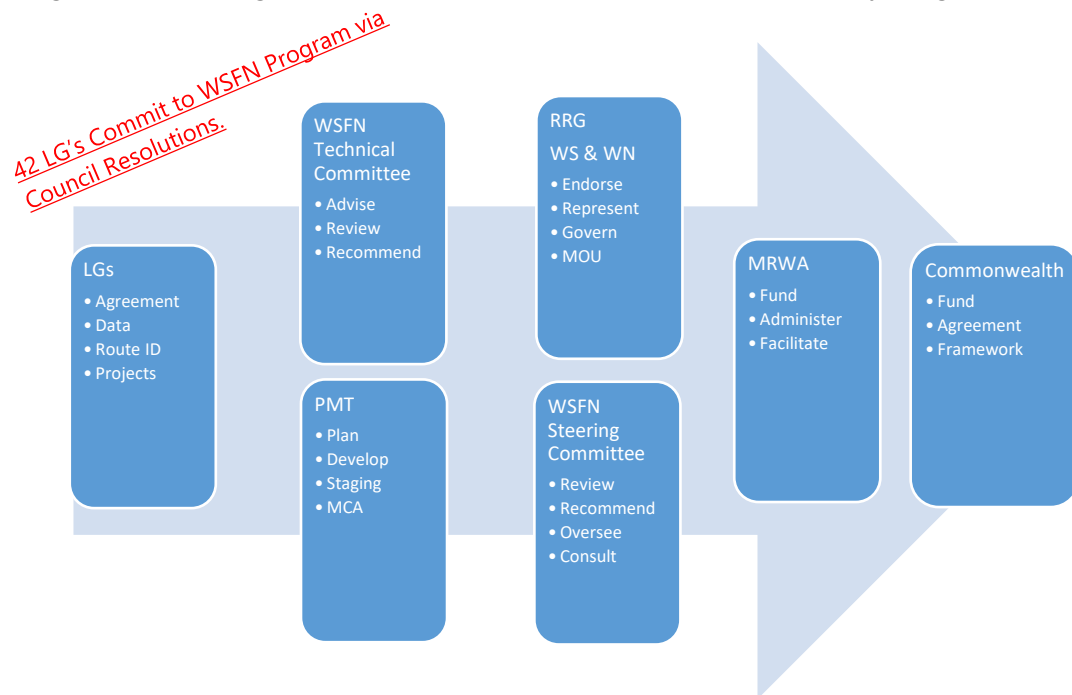 42 LG's Commit to WSFN Program via
Council Resolutions.
LGs
• Agreement
• Data
• Route ID
• Projects
WSFN
Technical
Committee
• Advise
• Review
• Recommend
PMT
• Plan
• Develop
• Staging
• MCA
RRG
WS & WN
• Endorse
• Represent
• Govern
• MOU
WSFN
Steering
Committee
• Review
• Recommend
• Oversee
• Consult
MRWA
• Fund
• Administer
• Facilitate
Commonwealth
• Fund
• Agreement
• Framework